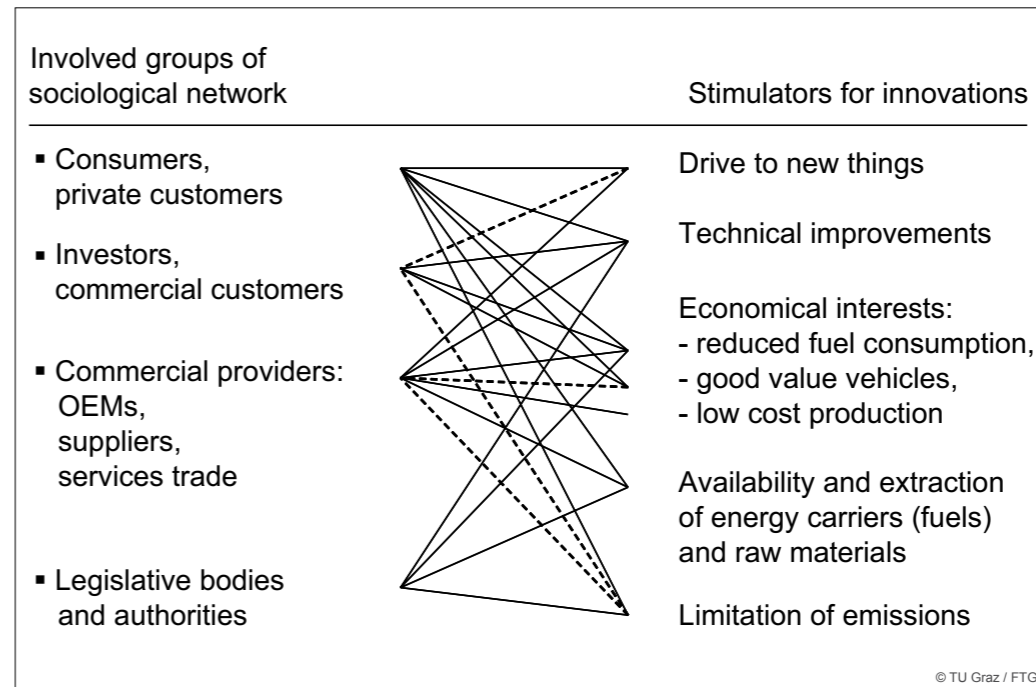 Involved groups of
sociological network
Stimulators for innovations
▪ Consumers,
private customers
▪ Investors,
commercial customers
▪ Commercial providers:
OEMs,
suppliers,
services trade
▪ Legislative bodies
and authorities
Drive to new things
Technical improvements
Economical interests:
- reduced fuel consumption,
- good value vehicles,
- low cost production
Availability and extraction
of energy carriers (fuels)
and raw materials
Limitation of emissions
© TU Graz / FTG